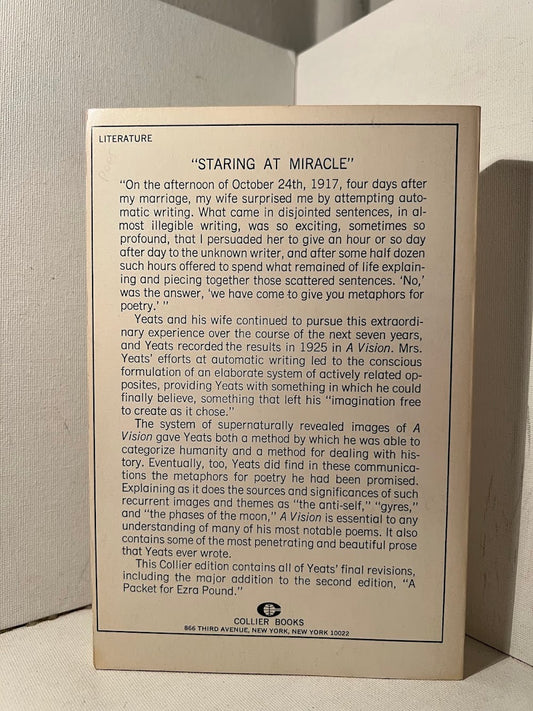 LITERATURE
"STARING AT MIRACLE"
"On the afternoon of October 24th, 1917, four days after
my marriage, my wife surprised me by attempting auto-
matic writing. What came in disjointed sentences, in al-
most illegible writing, was so exciting, sometimes so
profound, that I persuaded her to give an hour or so day
after day to the unknown writer, and after some half dozen
such hours offered to spend what remained of life explain-
ing and piecing together those scattered sentences. 'No,'
was the answer, 'we have come to give you metaphors for
poetry.' "
Yeats and his wife continued to pursue this extraordi-
nary experience over the course of the next seven years,
and Yeats recorded the results in 1925 in A Vision. Mrs.
Yeats' efforts at automatic writing led to the conscious
formulation of an elaborate system of actively related op-
posites, providing Yeats with something in which he could
finally believe, something that left his "imagination free
to create as it chose."
The system of supernaturally revealed images of A
Vision gave Yeats both a method by which he was able to
categorize humanity and a method for dealing with his-
tory. Eventually, too, Yeats did find in these communica-
tions the metaphors for poetry he had been promised.
Explaining as it does the sources and significances of such
recurrent images and themes as "the anti-self," "gyres,"
and "the phases of the moon," A Vision is essential to any
understanding of many of his most notable poems. It also
contains some of the most penetrating and beautiful prose
that Yeats ever wrote.
This Collier edition contains all of Yeats' final revisions,
including the major addition to the second edition, "A
Packet for Ezra Pound."
COLLIER BOOKS
866 THIRD AVENUE, NEW YORK, NEW YORK 10022